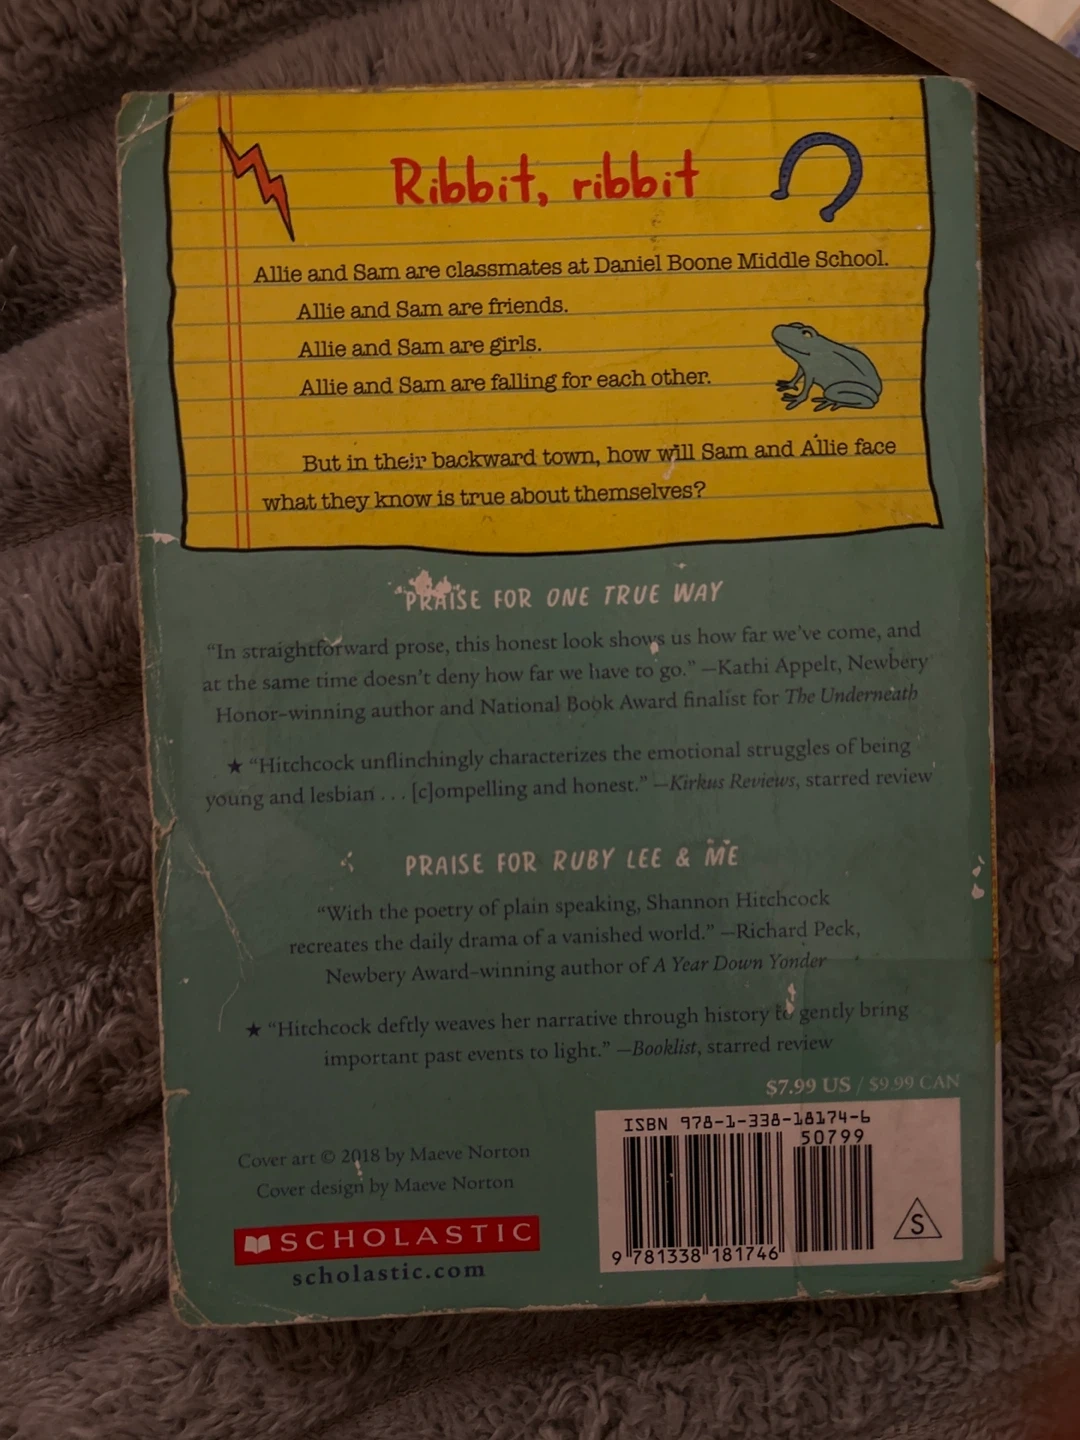 Ribbit, ribbit
Allie and Sam are classmates at Daniel Boone Middle School.
Allie and Sam are friends.
Allie and Sam are girls.
Allie and Sam are falling for each other.
But in their backward town, how will Sam and Allie face
what they know is true about themselves?
PRAISE FOR ONE TRUE WAY
“In straightforward prose, this honest look shows us how far we’ve come, and
at the same time doesn’t deny how far we have to go.” —Kathi Appelt, Newbery
Honor–winning author and National Book Award finalist for The Underneath
★ “Hitchcock unflinchingly characterizes the emotional struggles of being
young and lesbian . . . [c]ompelling and honest.” —Kirkus Reviews, starred review
PRAISE FOR RUBY LEE & ME
“With the poetry of plain speaking, Shannon Hitchcock
recreates the daily drama of a vanished world.” —Richard Peck,
Newbery Award–winning author of A Year Down Yonder
★ “Hitchcock deftly weaves her narrative through history to gently bring
important past events to light.” —Booklist, starred review
$7.99 US / $9.99 CAN
ISBN 978-1-338-18174-6
50799
9 781338 181746
S
Cover art © 2018 by Maeve Norton
Cover design by Maeve Norton
SCHOLASTIC
scholastic.com